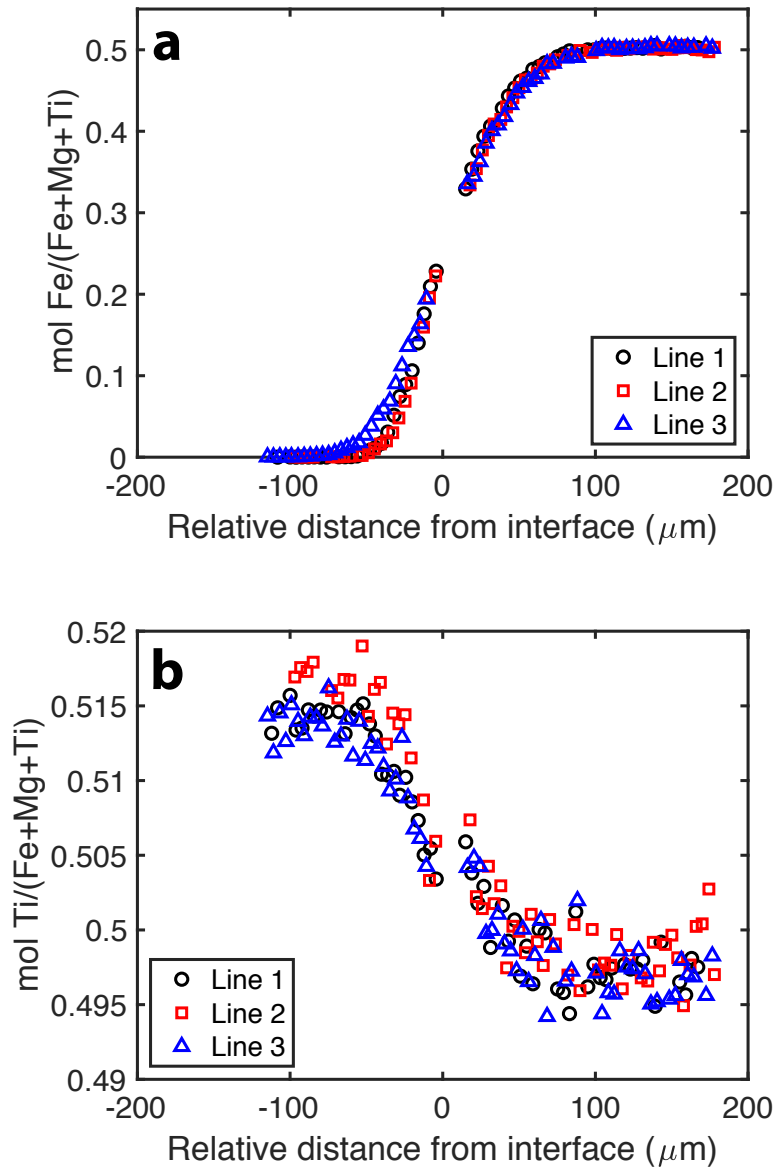 a
0.5
0.4
0.3
0.2
0.1
0
mol Fe/(Fe+Mg+Ti)
Line 1
Line 2
Line 3
-200
-100
0
100
200
Relative distance from interface (μm)
b
0.52
0.515
0.51
0.505
0.5
0.495
0.49
mol Ti/(Fe+Mg+Ti)
Line 1
Line 2
Line 3
-200
-100
0
100
200
Relative distance from interface (μm)